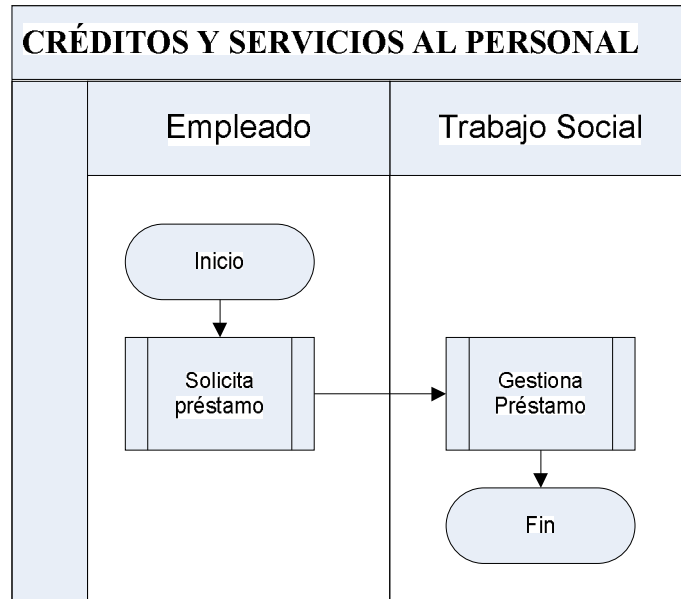 CRÉDITOS Y SERVICIOS AL PERSONAL
Empleado
Trabajo Social
Inicio
Solicita
préstamo
Gestiona
Préstamo
Fin